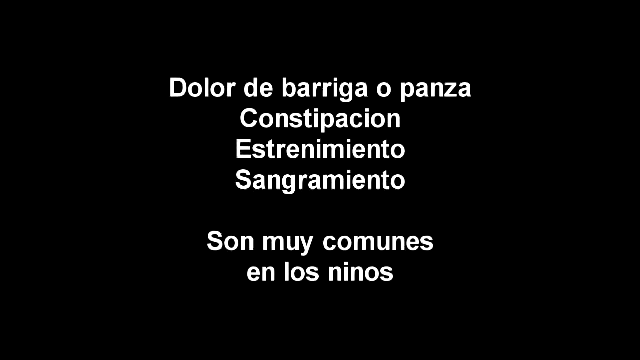 Dolor de barriga o panza
Constipacion
Estrenimiento
Sangramiento
Son muy comunes
en los ninos